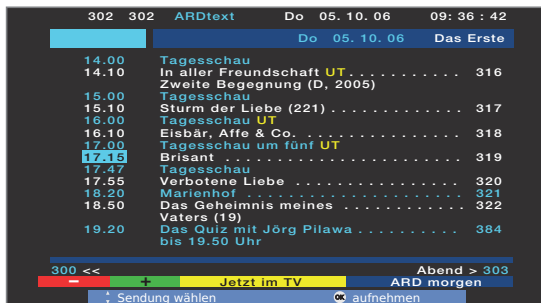 302 302 ARDtext Do 05. 10. 06 09: 36 : 42
Do 05. 10. 06 Das Erste
14.00 Tagesschau
14.10 In aller Freundschaft UT . . . . . . . . . . . 316
Zweite Begegnung (D, 2005)
15.00 Tagesschau
15.10 Sturm der Liebe (221) . . . . . . . . . . . . . 317
16.00 Tagesschau UT
16.10 Eisbär, Affe & Co. . . . . . . . . . . . . . . . . 318
17.00 Tagesschau um fünf UT
17.15 Brisant . . . . . . . . . . . . . . . . . . . . . . . . 319
17.47 Tagesschau
17.55 Verbotene Liebe . . . . . . . . . . . . . . . . 320
18.20 Marienhof . . . . . . . . . . . . . . . . . . . . . 321
18.50 Das Geheimnis meines . . . . . . . . . . . 322
Vaters (19)
19.20 Das Quiz mit Jörg Pilawa . . . . . . . . . . 384
bis 19.50 Uhr
300 << Abend > 303
− + Jetzt im TV ARD morgen
Sendung wählen OK aufnehmen